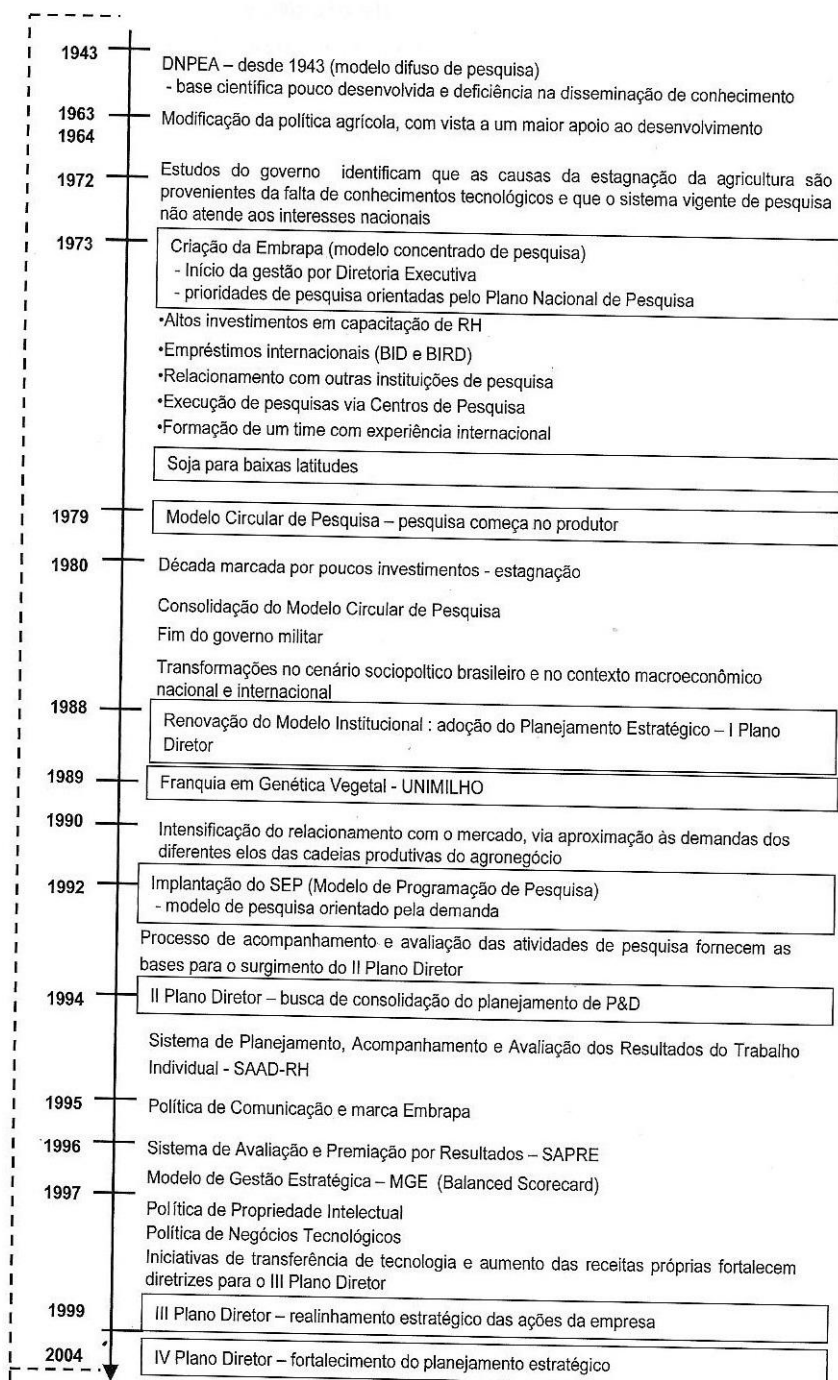 1943
DNPEA – desde 1943 (modelo difuso de pesquisa)
- base científica pouco desenvolvida e deficiência na disseminação de conhecimento
1963
1964
Modificação da política agrícola, com vista a um maior apoio ao desenvolvimento
1972
Estudos do governo identificam que as causas da estagnação da agricultura são
provenientes da falta de conhecimentos tecnológicos e que o sistema vigente de pesquisa
não atende aos interesses nacionais
1973
Criação da Embrapa (modelo concentrado de pesquisa)
- Início da gestão por Diretoria Executiva
- prioridades de pesquisa orientadas pelo Plano Nacional de Pesquisa
•Altos investimentos em capacitação de RH
•Empréstimos internacionais (BID e BIRD)
•Relacionamento com outras instituições de pesquisa
•Execução de pesquisas via Centros de Pesquisa
•Formação de um time com experiência internacional
Soja para baixas latitudes
1979
Modelo Circular de Pesquisa – pesquisa começa no produtor
1980
Década marcada por poucos investimentos - estagnação
Consolidação do Modelo Circular de Pesquisa
Fim do governo militar
Transformações no cenário sociopoltico brasileiro e no contexto macroeconômico
nacional e internacional
1988
Renovação do Modelo Institucional : adoção do Planejamento Estratégico – I Plano
Diretor
1989
Franquia em Genética Vegetal - UNIMILHO
1990
Intensificação do relacionamento com o mercado, via aproximação às demandas dos
diferentes elos das cadeias produtivas do agronegócio
1992
Implantação do SEP (Modelo de Programação de Pesquisa)
- modelo de pesquisa orientado pela demanda
Processo de acompanhamento e avaliação das atividades de pesquisa fornecem as
bases para o surgimento do II Plano Diretor
1994
II Plano Diretor – busca de consolidação do planejamento de P&D
Sistema de Planejamento, Acompanhamento e Avaliação dos Resultados do Trabalho
Individual - SAAD-RH
1995
Política de Comunicação e marca Embrapa
1996
Sistema de Avaliação e Premiação por Resultados – SAPRE
Modelo de Gestão Estratégica – MGE (Balanced Scorecard)
1997
Política de Propriedade Intelectual
Política de Negócios Tecnológicos
Iniciativas de transferência de tecnologia e aumento das receitas próprias fortalecem
diretrizes para o III Plano Diretor
1999
III Plano Diretor – realinhamento estratégico das ações da empresa
2004
IV Plano Diretor – fortalecimento do planejamento estratégico